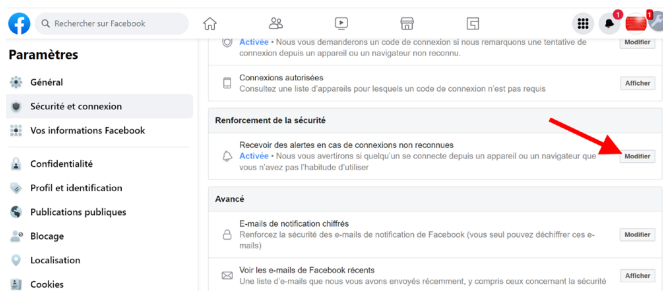 Rechercher sur Facebook
1
1
Paramètres
Général
Sécurité et connexion
Vos informations Facebook
Confidentialité
Profil et identification
Publications publiques
Blocage
Localisation
Cookies
Activée • Nous vous demanderons un code de connexion si nous remarquons une tentative de
connexion depuis un appareil ou un navigateur non reconnu.
Modifier
Connexions autorisées
Consultez une liste d'appareils pour lesquels un code de connexion n'est pas requis
Afficher
Renforcement de la sécurité
Recevoir des alertes en cas de connexions non reconnues
Activée • Nous vous avertirons si quelqu'un se connecte depuis un appareil ou un navigateur que
vous n'avez pas l'habitude d'utiliser
Modifier
Avancé
E-mails de notification chiffrés
Renforcez la sécurité des e-mails de notification de Facebook (vous seul pouvez déchiffrer ces e-
mails)
Modifier
Voir les e-mails de Facebook récents
Une liste d'e-mails que nous vous avons envoyés récemment, y compris ceux concernant la sécurité
Afficher